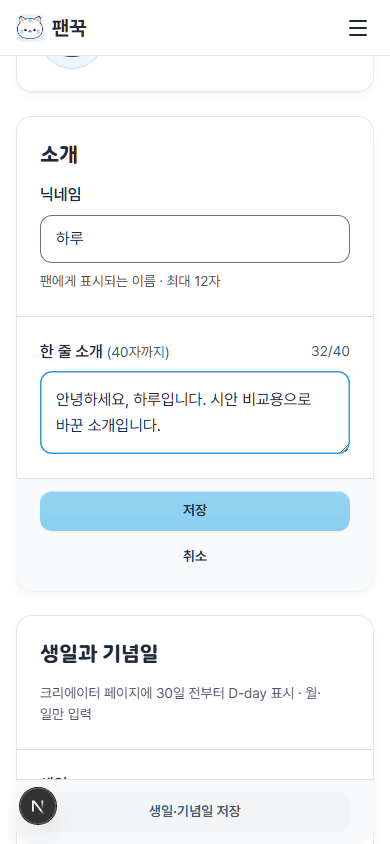 팬꾹
소개
닉네임
하루
팬에게 표시되는 이름 · 최대 12자
한 줄 소개 (40자까지) 32/40
안녕하세요, 하루입니다. 시안 비교용으로
바꾼 소개입니다.
저장
취소
생일과 기념일
크리에이터 페이지에 30일 전부터 D-day 표시 · 월·
일만 입력
N
생일·기념일 저장